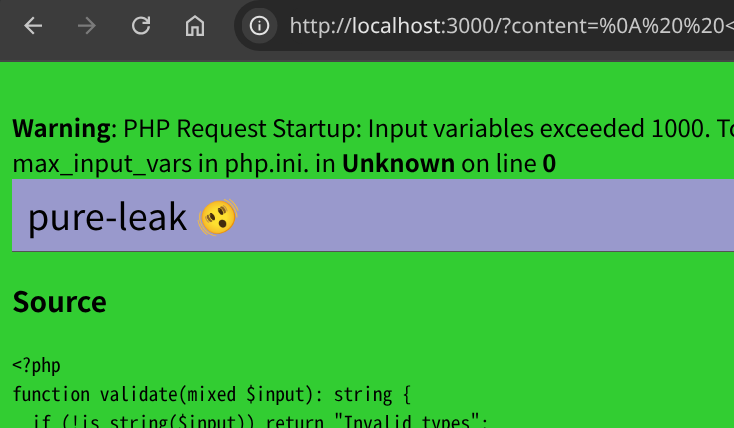 http://localhost:3000/?content=%0A%20%20<
Warning: PHP Request Startup: Input variables exceeded 1000. To
max_input_vars in php.ini. in Unknown on line 0
pure-leak 🫨
Source
<?php
function validate(mixed $input): string {
if (!is_string($input)) return "Invalid types";